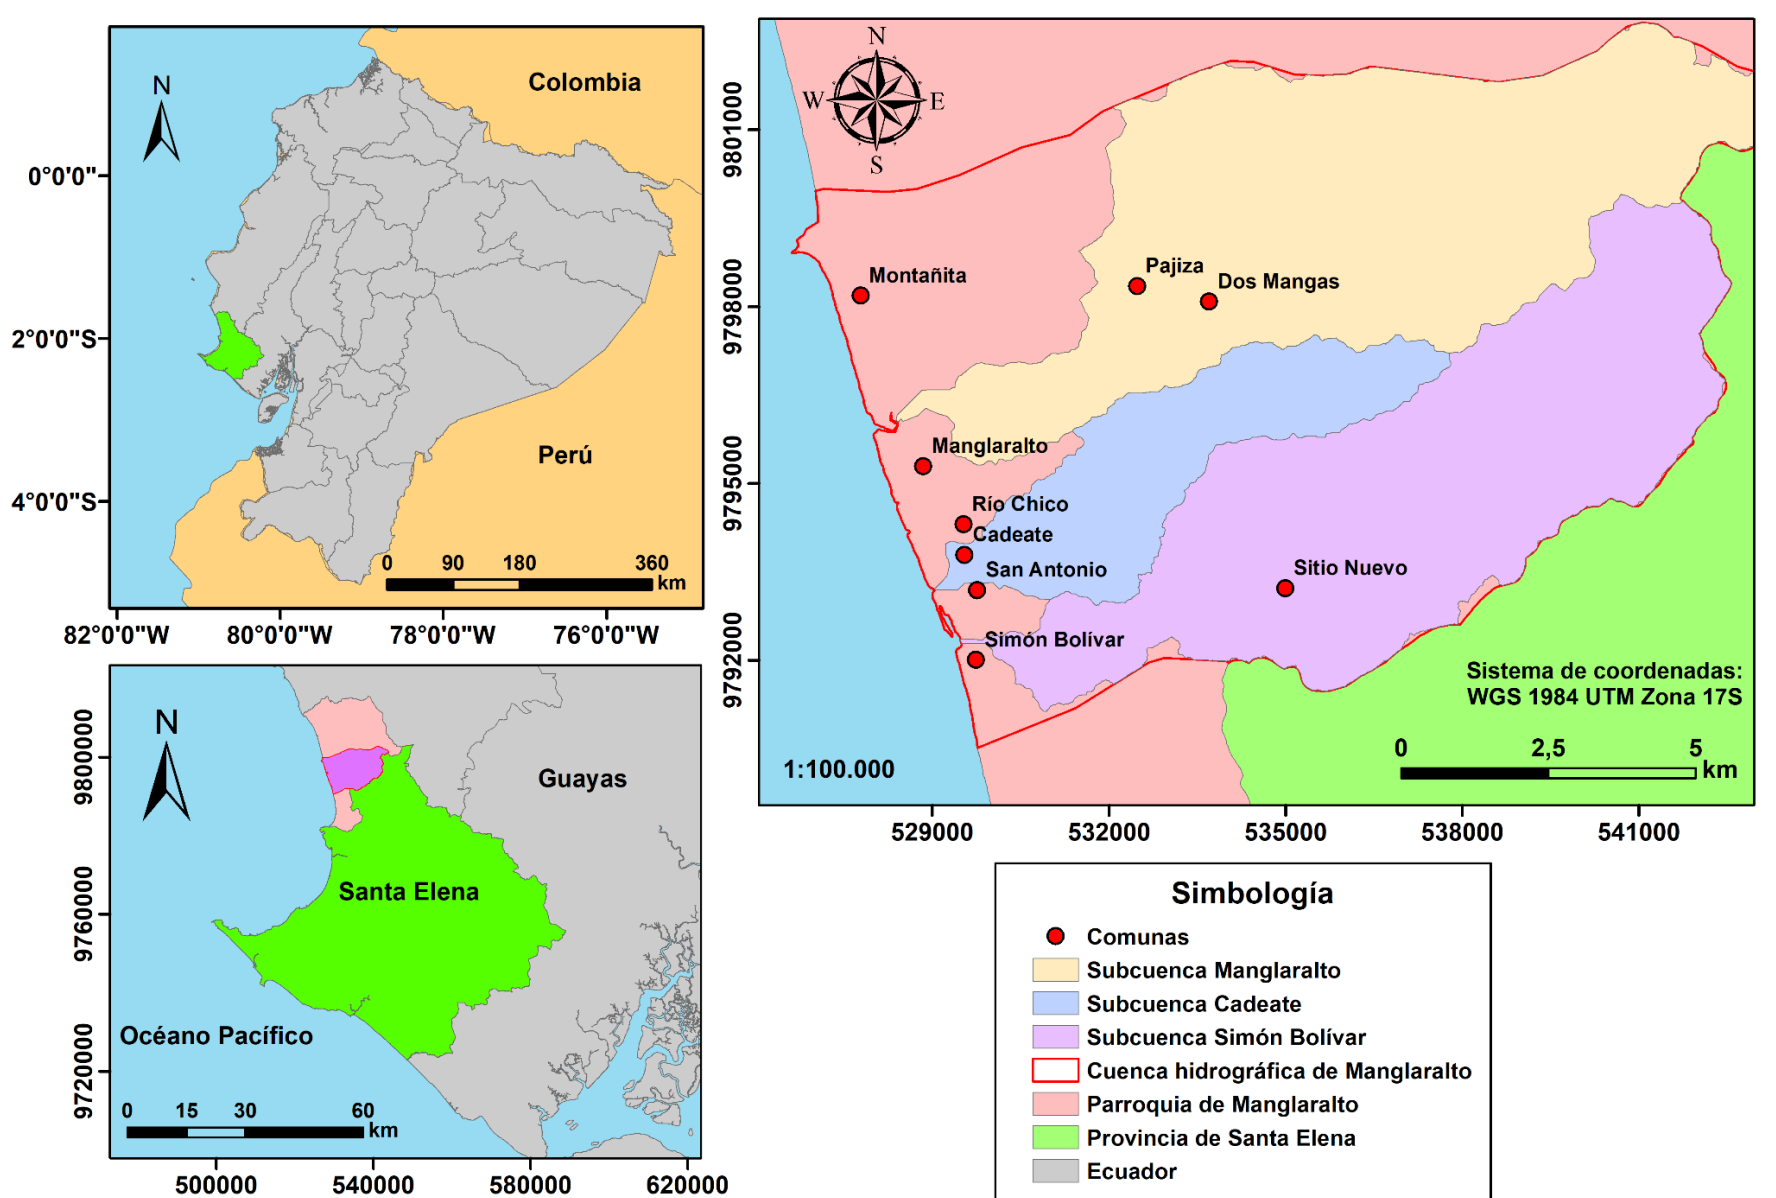 N
Colombia
Perú
0°0'0"
2°0'0"S
4°0'0"S
0 90 180 360
km
82°0'0"W 80°0'0"W 78°0'0"W 76°0'0"W
N
Guayas
Santa Elena
Océano Pacífico
9800000
9760000
9720000
0 15 30 60
km
500000 540000 580000 620000
N
W E
S
9801000
9798000
9795000
9792000
Montañita
Pajiza
Dos Mangas
Manglaralto
Río Chico
Cadeate
San Antonio
Sitio Nuevo
Simón Bolívar
Sistema de coordenadas:
WGS 1984 UTM Zona 17S
1:100.000
0 2,5 5
km
529000 532000 535000 538000 541000
Simbología
Comunas
Subcuenca Manglaralto
Subcuenca Cadeate
Subcuenca Simón Bolívar
Cuenca hidrográfica de Manglaralto
Parroquia de Manglaralto
Provincia de Santa Elena
Ecuador